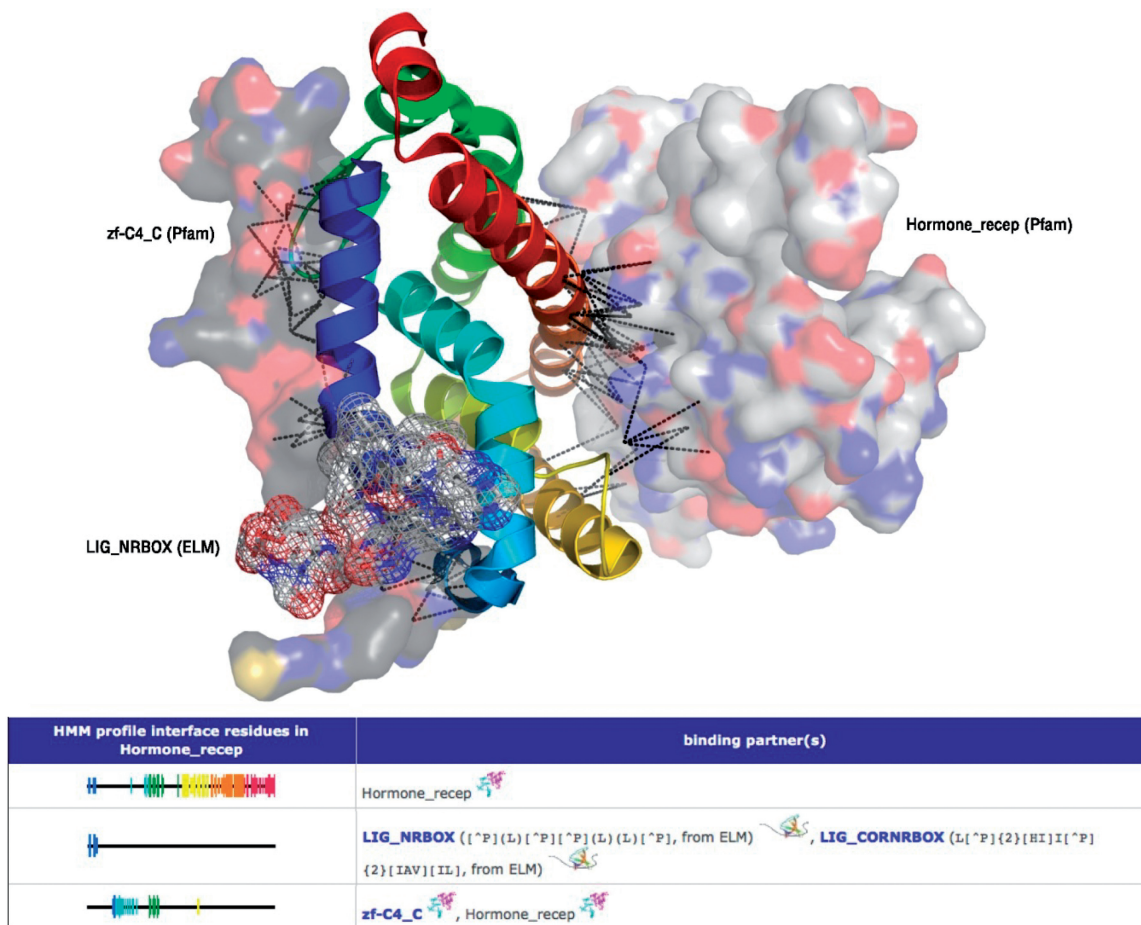 zf-C4_C (Pfam)
Hormone_recep (Pfam)
LIG_NRBOX (ELM)
HMM profile interface residues in
Hormone_recep
binding partner(s)
Hormone_recep
LIG_NRBOX ([^P](L)[^P][^P](L)(L)[^P], from ELM) , LIG_CORNRBOX (L[^P]{2}[HI]I[^P]
{2}[IAV][IL], from ELM)
zf-C4_C , Hormone_recep